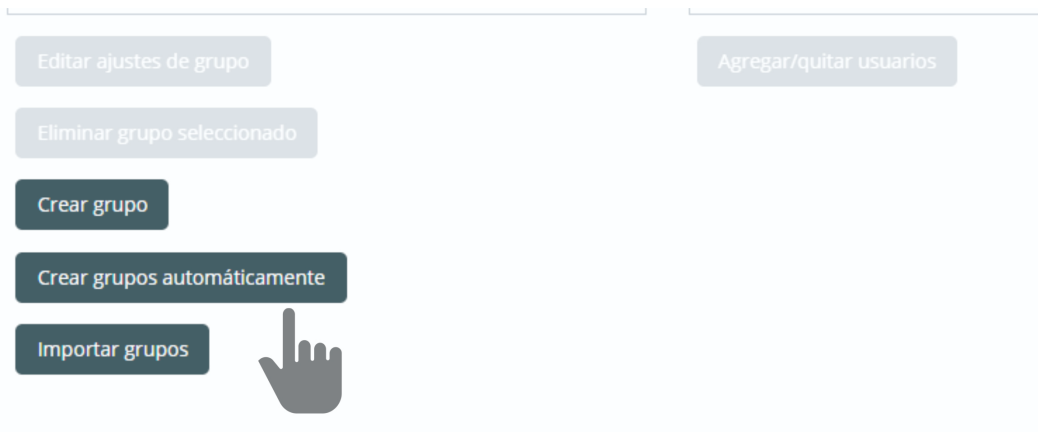 Editar ajustes de grupo
Agregar/quitar usuarios
Eliminar grupo seleccionado
Crear grupo
Crear grupos automáticamente
Importar grupos